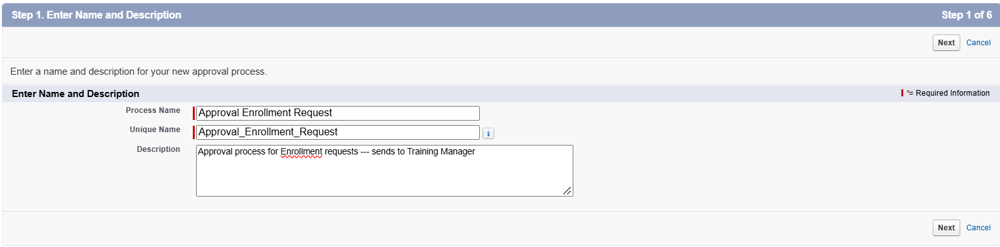 Step 1. Enter Name and Description Step 1 of 6
Next Cancel
Enter a name and description for your new approval process.
Enter Name and Description *= Required Information
Process Name Approval Enrollment Request
Unique Name Approval_Enrollment_Request i
Description Approval process for Enrollment requests --- sends to Training Manager
Next Cancel